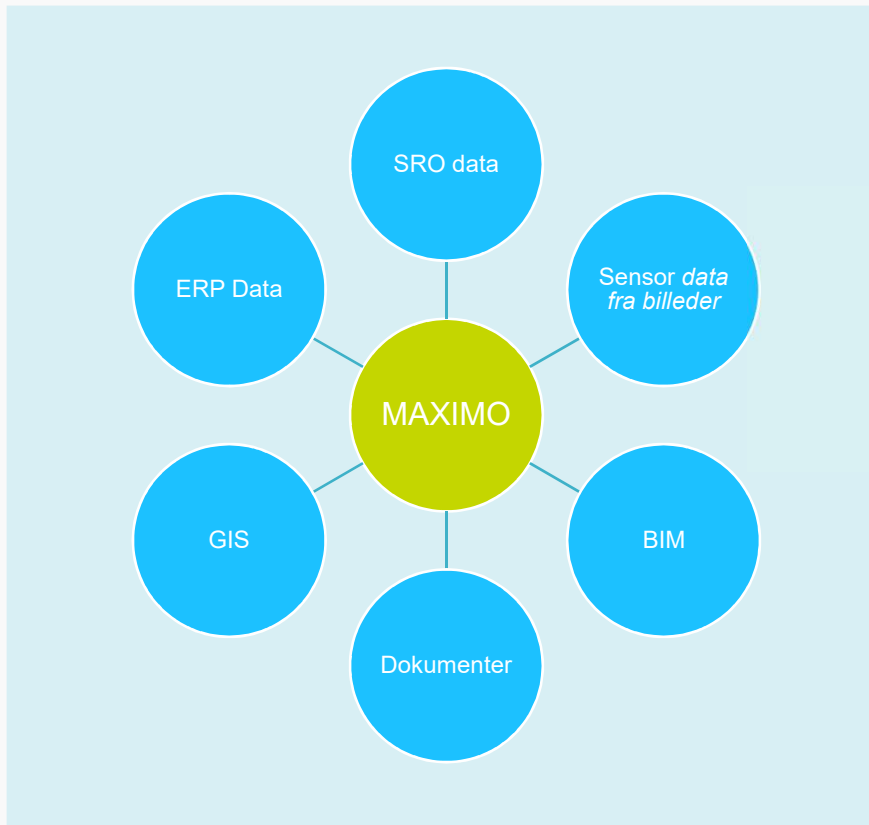 SRO data
ERP Data
Sensor data
fra billeder
MAXIMO
GIS
BIM
Dokumenter